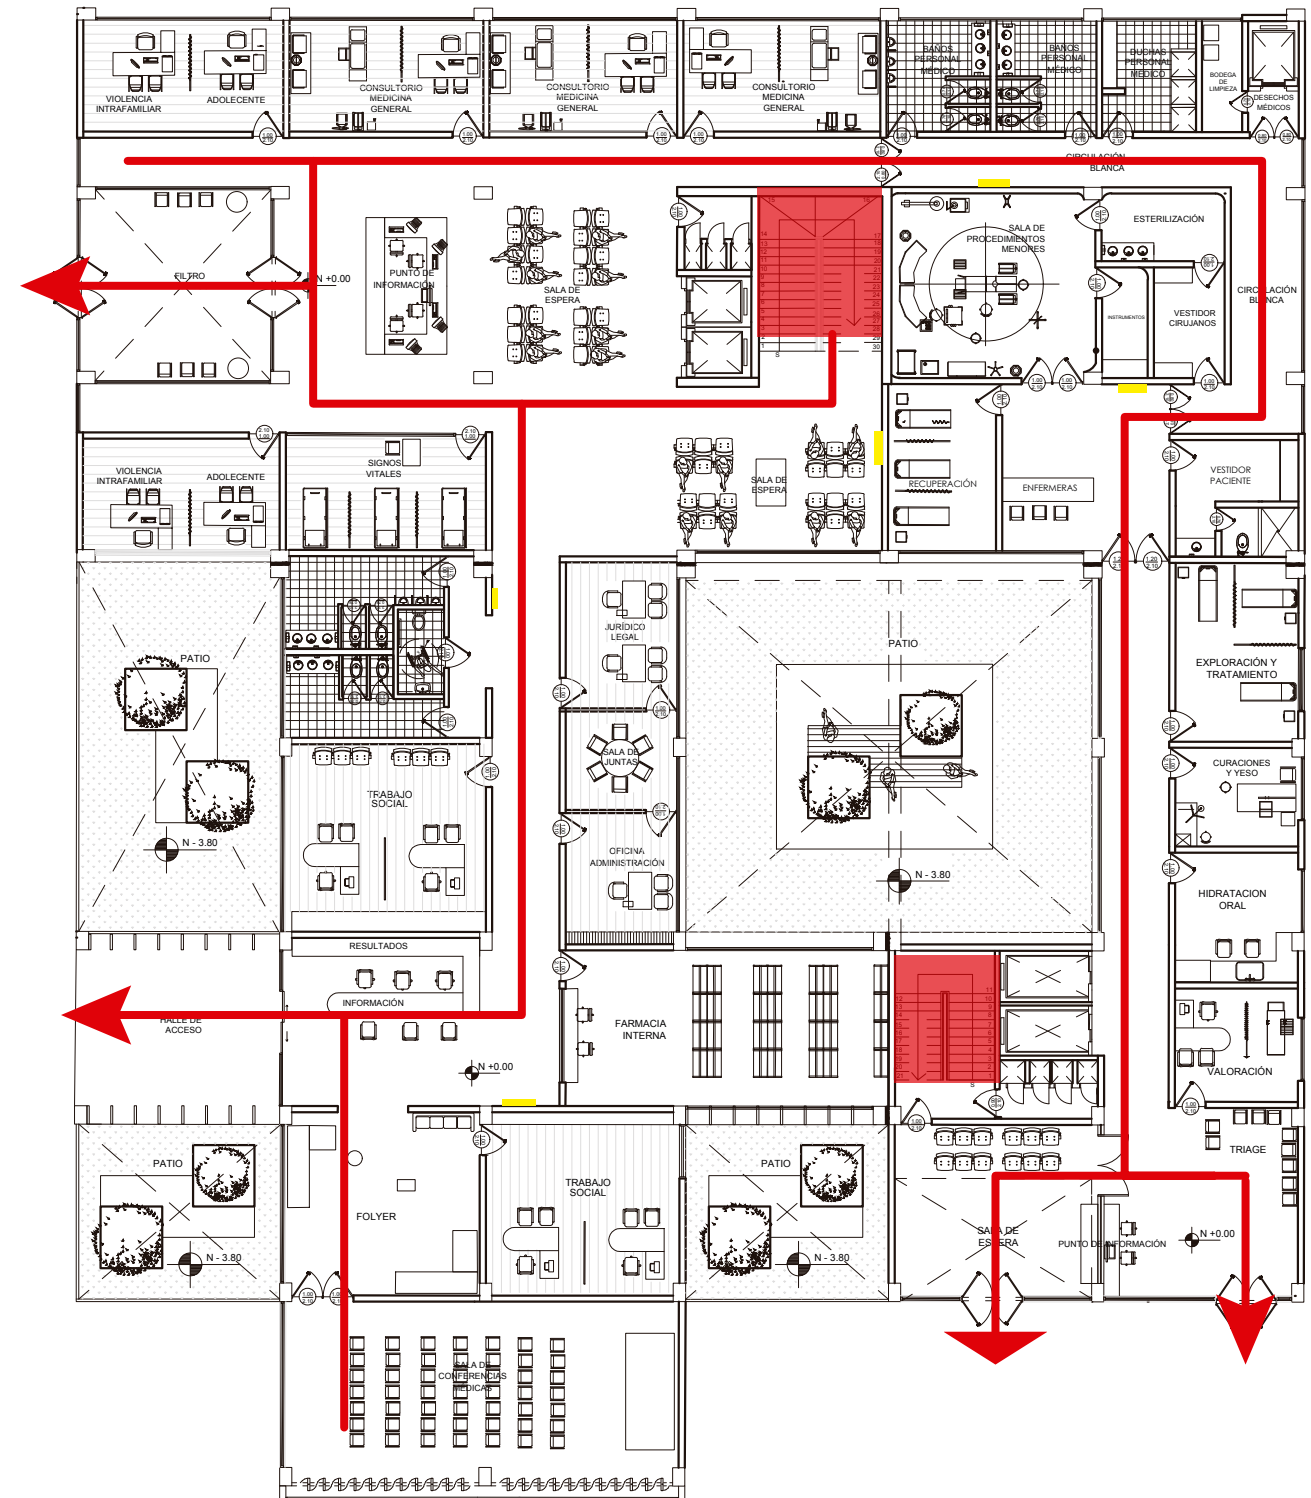 VIOLENCIA
INTRAFAMILIAR
ADOLECENTE
CONSULTORIO
MEDICINA
GENERAL
CONSULTORIO
MEDICINA
GENERAL
CONSULTORIO
MEDICINA
GENERAL
BAÑOS
PERSONAL
MÉDICO
BAÑOS
PERSONAL
MÉDICO
DUCHAS
PERSONAL
MÉDICO
BODEGA
DE
LIMPIEZA
DESECHOS
MÉDICOS
CIRCULACIÓN
BLANCA
FILTRO
N +0.00
PUNTO DE
INFORMACIÓN
SALA DE
ESPERA
SALA DE
PROCEDIMIENTOS
MENORES
ESTERILIZACIÓN
INSTRUMENTOS
VESTIDOR
CIRUJANOS
CIRCULACIÓN
BLANCA
VIOLENCIA
INTRAFAMILIAR
ADOLECENTE
SIGNOS
VITALES
SALA DE
ESPERA
RECUPERACIÓN
ENFERMERAS
VESTIDOR
PACIENTE
PATIO
N - 3.80
JURÍDICO
LEGAL
SALA DE
JUNTAS
OFICINA
ADMINISTRACIÓN
PATIO
N - 3.80
EXPLORACIÓN Y
TRATAMIENTO
CURACIONES
Y YESO
HIDRATACION
ORAL
VALORACIÓN
TRABAJO
SOCIAL
RESULTADOS
INFORMACIÓN
HALLE DE
ACCESO
N +0.00
FARMACIA
INTERNA
PATIO
N - 3.80
FOLYER
TRABAJO
SOCIAL
PATIO
N - 3.80
SALA DE
ESPERA
PUNTO DE INFORMACIÓN
TRIAGE
N +0.00
SALA DE
CONFERENCIAS
MÉDICAS